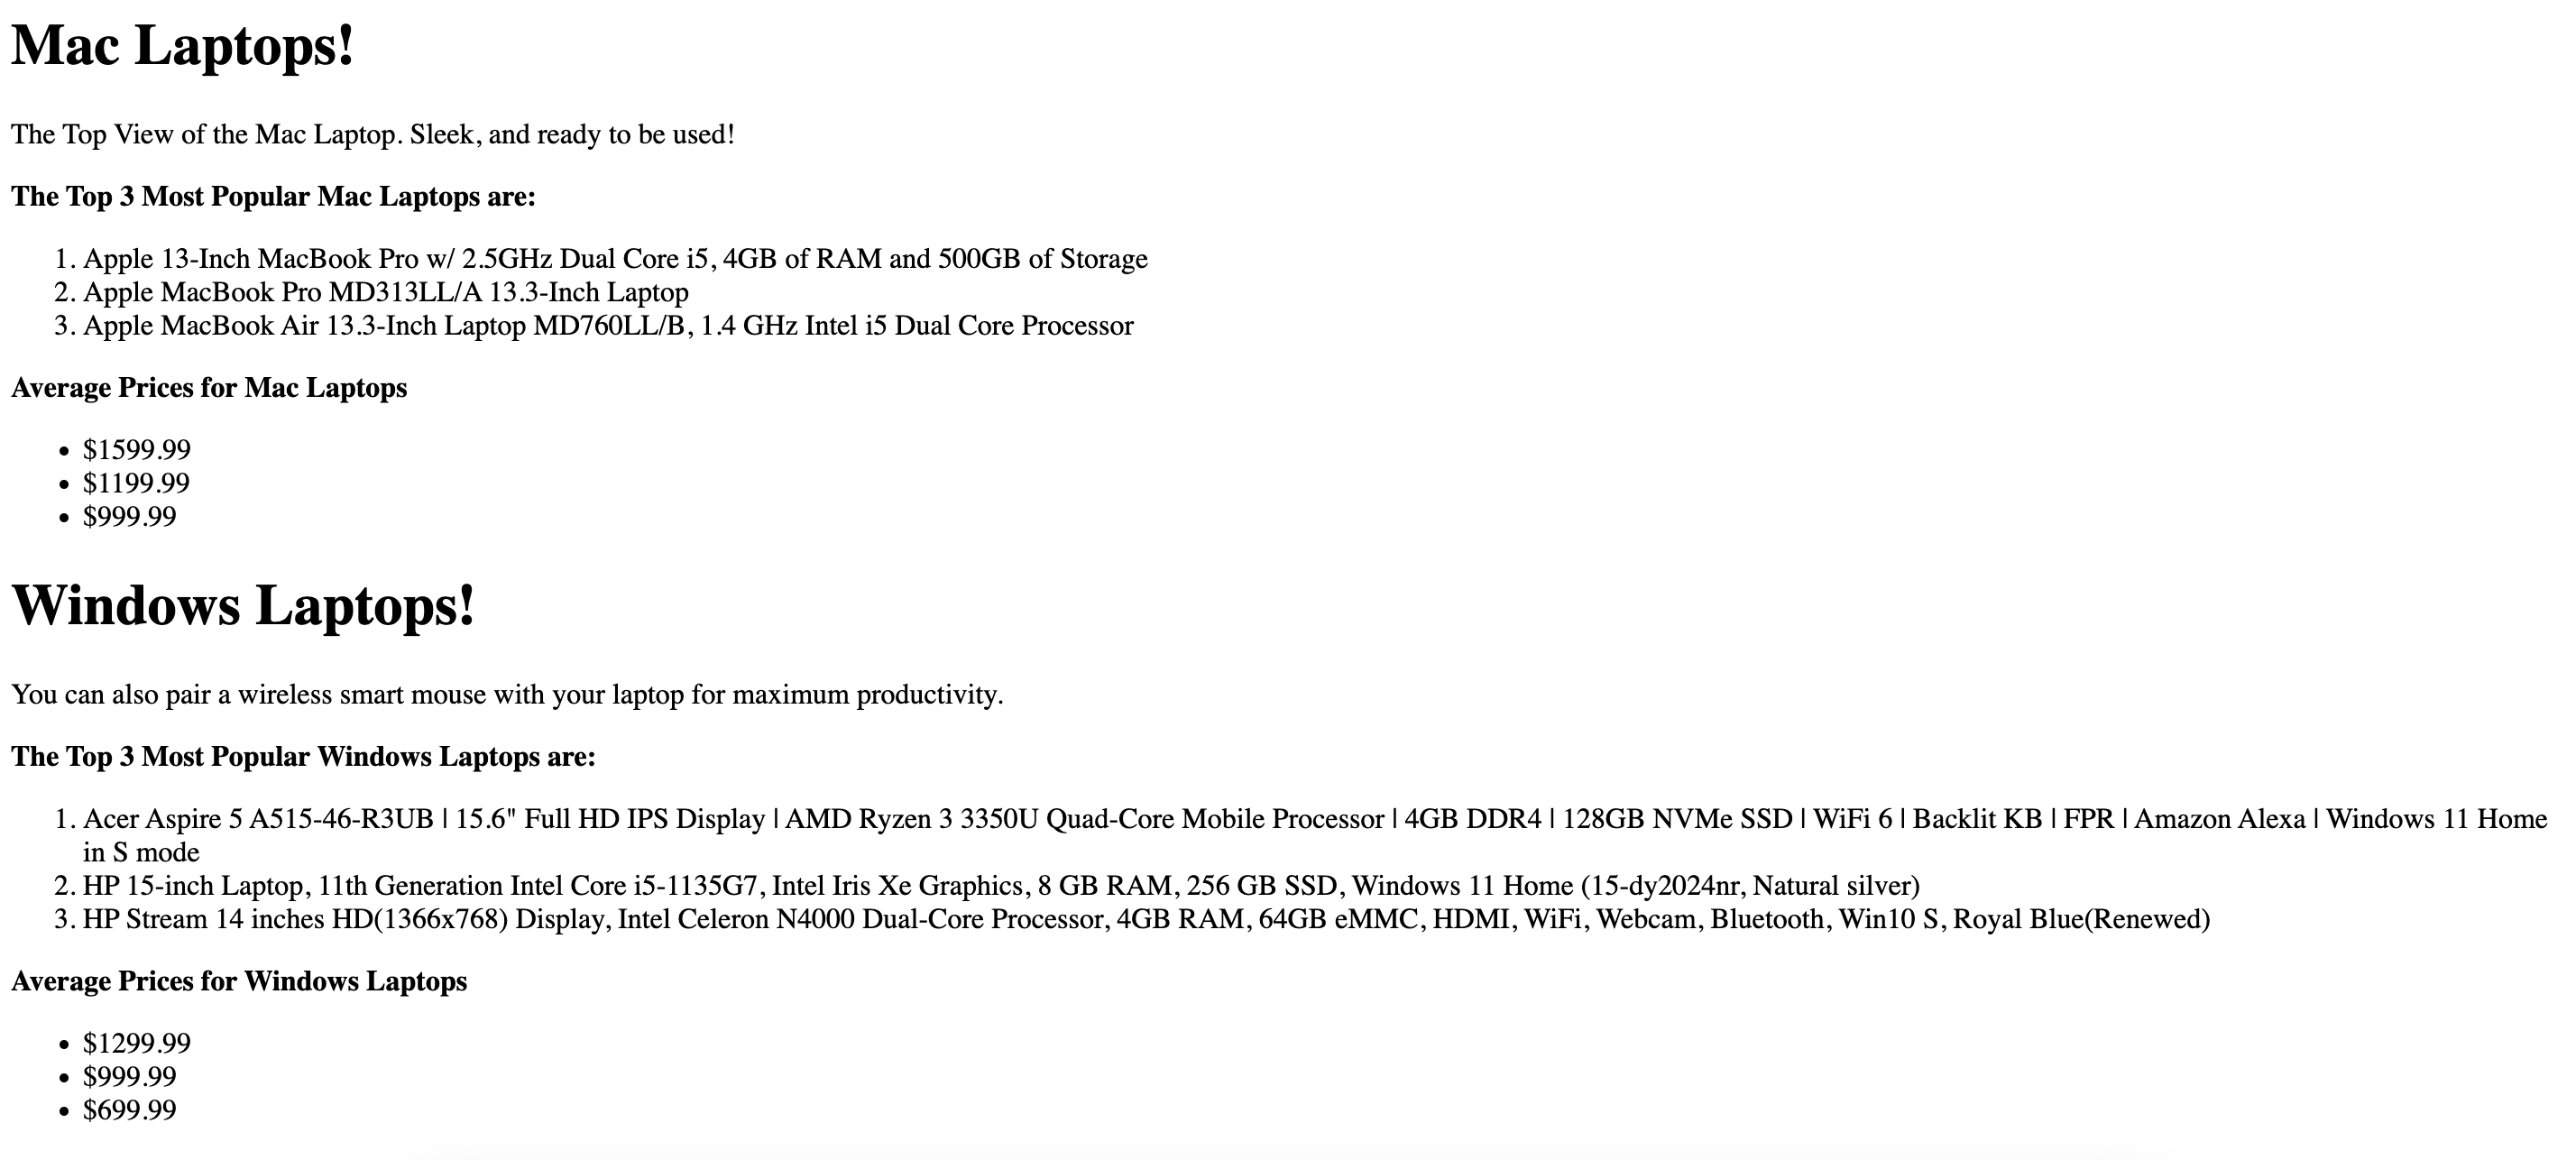 Mac Laptops!
The Top View of the Mac Laptop. Sleek, and ready to be used!
The Top 3 Most Popular Mac Laptops are:
1. Apple 13-Inch MacBook Pro w/ 2.5GHz Dual Core i5, 4GB of RAM and 500GB of Storage
2. Apple MacBook Pro MD313LL/A 13.3-Inch Laptop
3. Apple MacBook Air 13.3-Inch Laptop MD760LL/B, 1.4 GHz Intel i5 Dual Core Processor
Average Prices for Mac Laptops
• $1599.99
• $1199.99
• $999.99
Windows Laptops!
You can also pair a wireless smart mouse with your laptop for maximum productivity.
The Top 3 Most Popular Windows Laptops are:
1. Acer Aspire 5 A515-46-R3UB | 15.6" Full HD IPS Display | AMD Ryzen 3 3350U Quad-Core Mobile Processor | 4GB DDR4 | 128GB NVMe SSD | WiFi 6 | Backlit KB | FPR | Amazon Alexa | Windows 11 Home
in S mode
2. HP 15-inch Laptop, 11th Generation Intel Core i5-1135G7, Intel Iris Xe Graphics, 8 GB RAM, 256 GB SSD, Windows 11 Home (15-dy2024nr, Natural silver)
3. HP Stream 14 inches HD(1366x768) Display, Intel Celeron N4000 Dual-Core Processor, 4GB RAM, 64GB eMMC, HDMI, WiFi, Webcam, Bluetooth, Win10 S, Royal Blue(Renewed)
Average Prices for Windows Laptops
• $1299.99
• $999.99
• $699.99